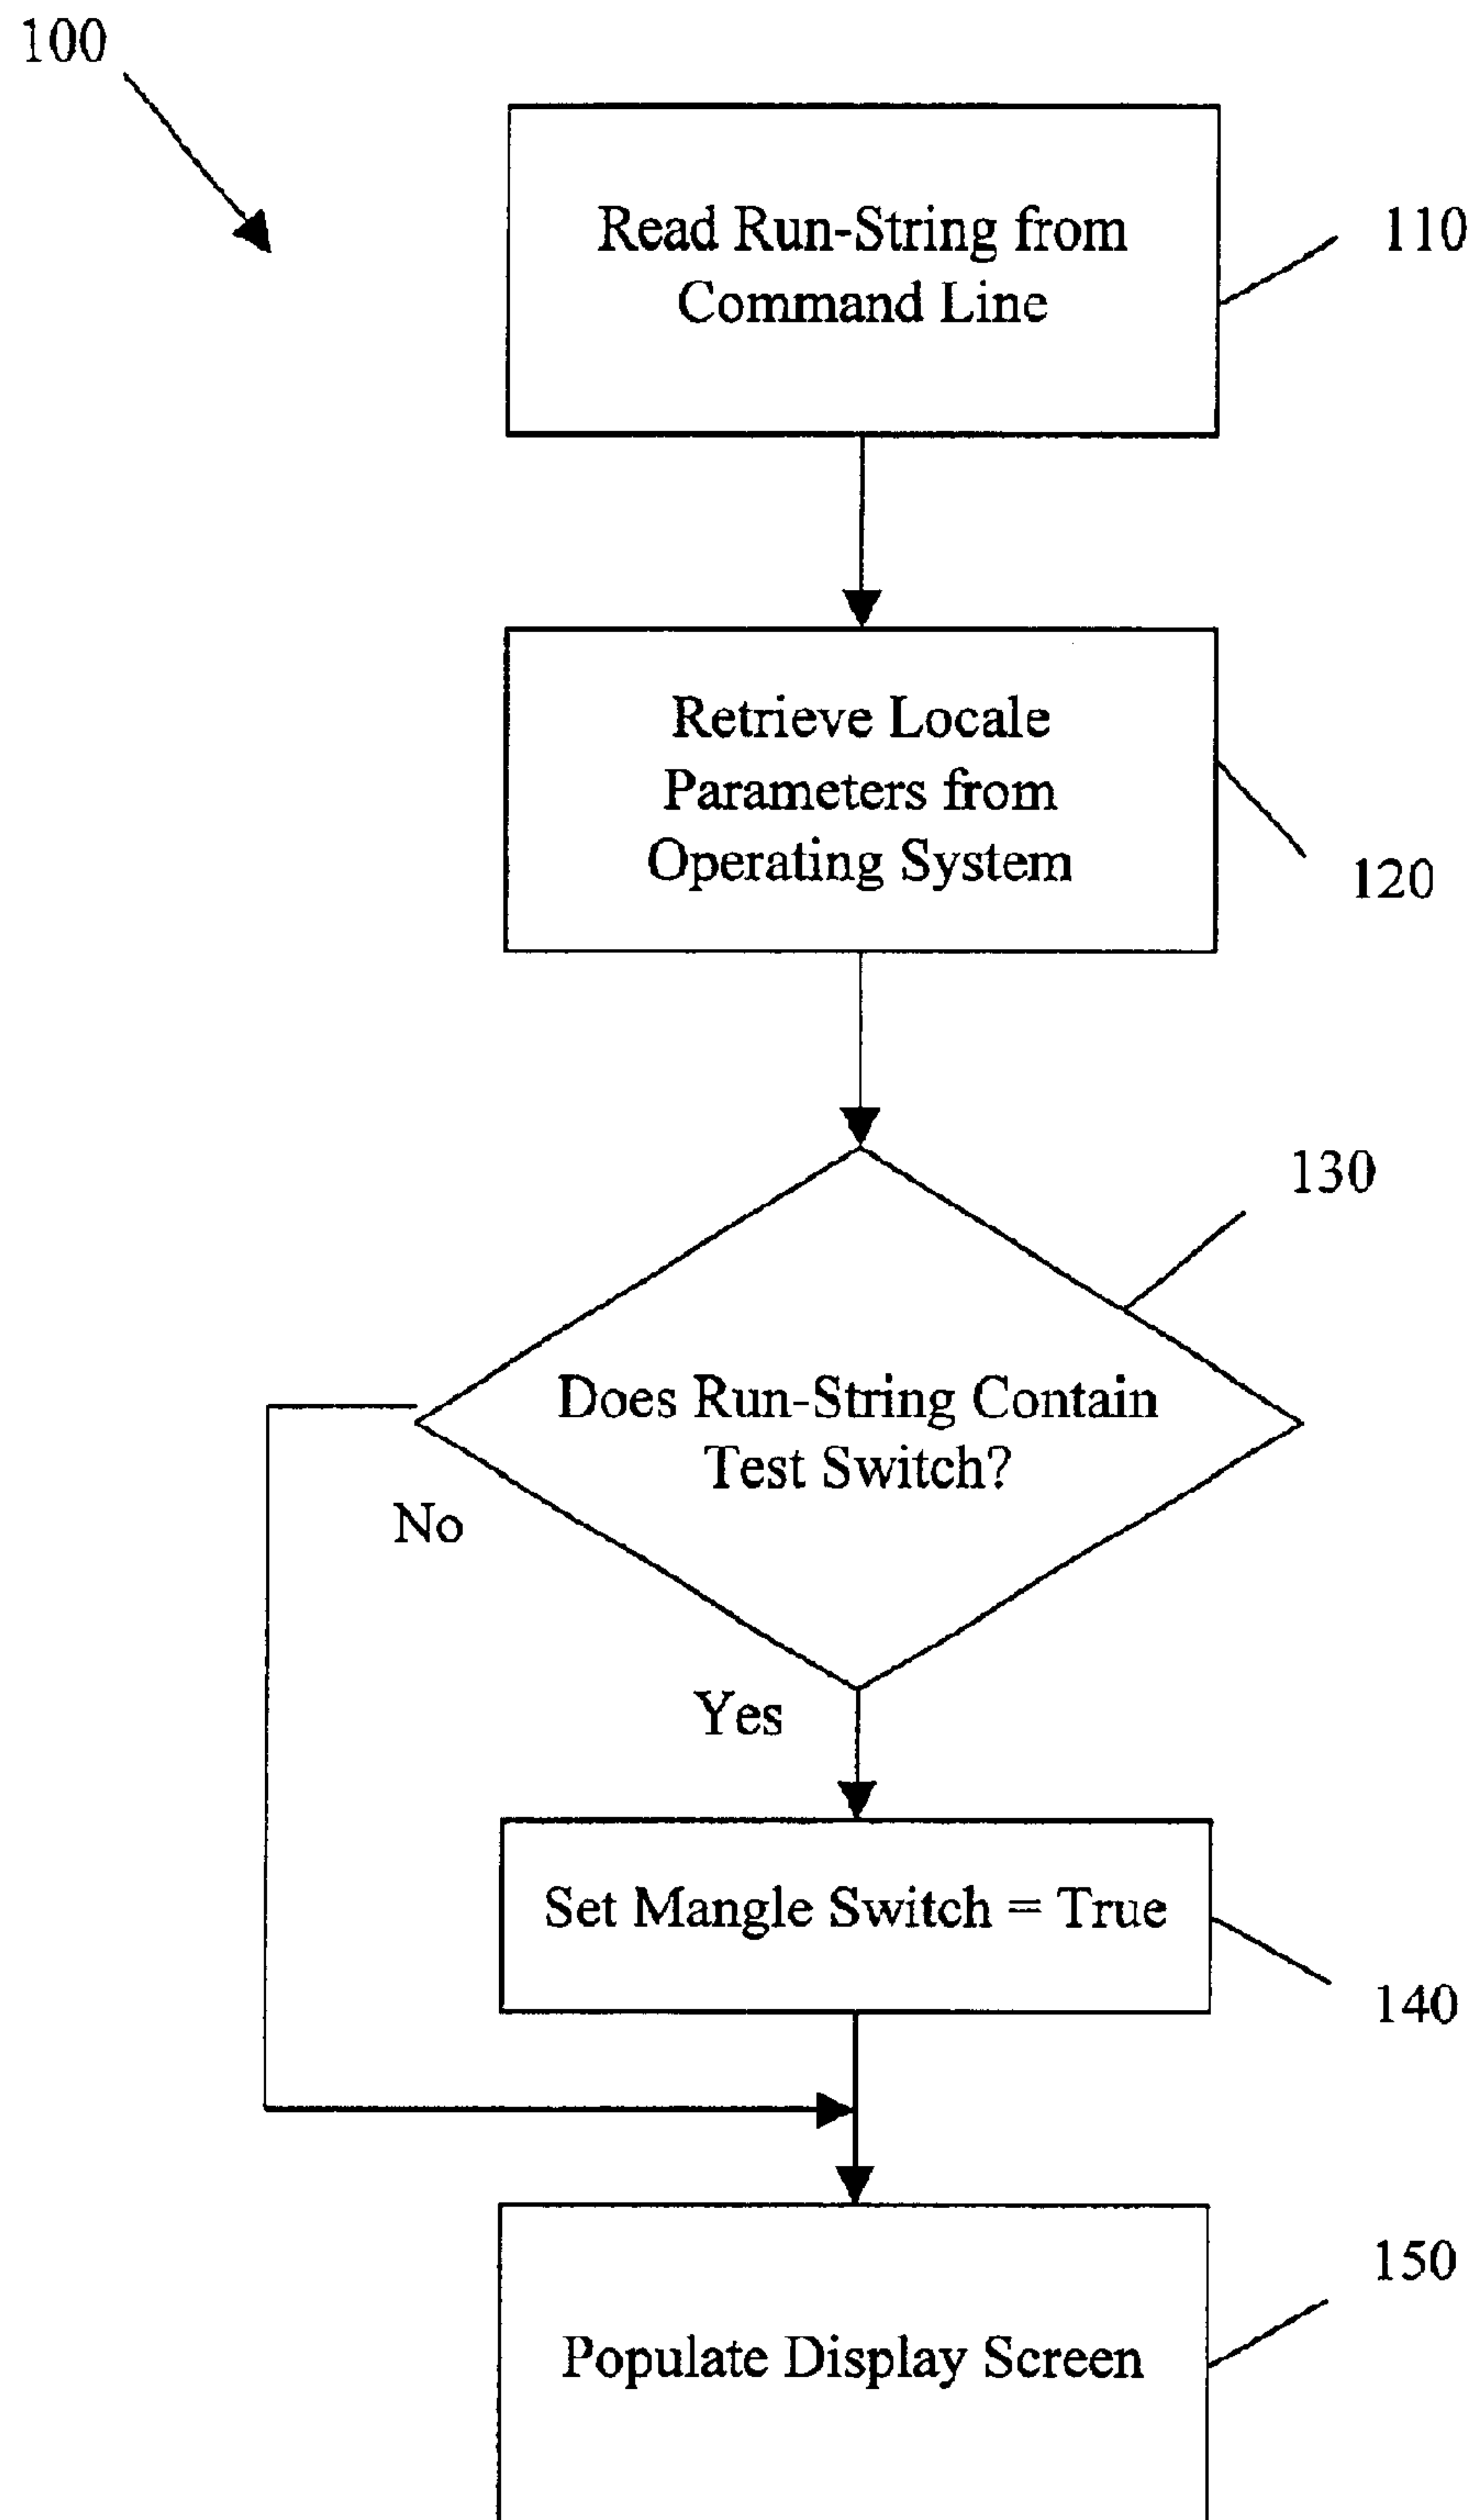 100
Read Run-String from
Command Line
110
Retrieve Locale
Parameters from
Operating System
120
130
Does Run-String Contain
Test Switch?
No
Yes
Set Mangle Switch = True
140
150
Populate Display Screen